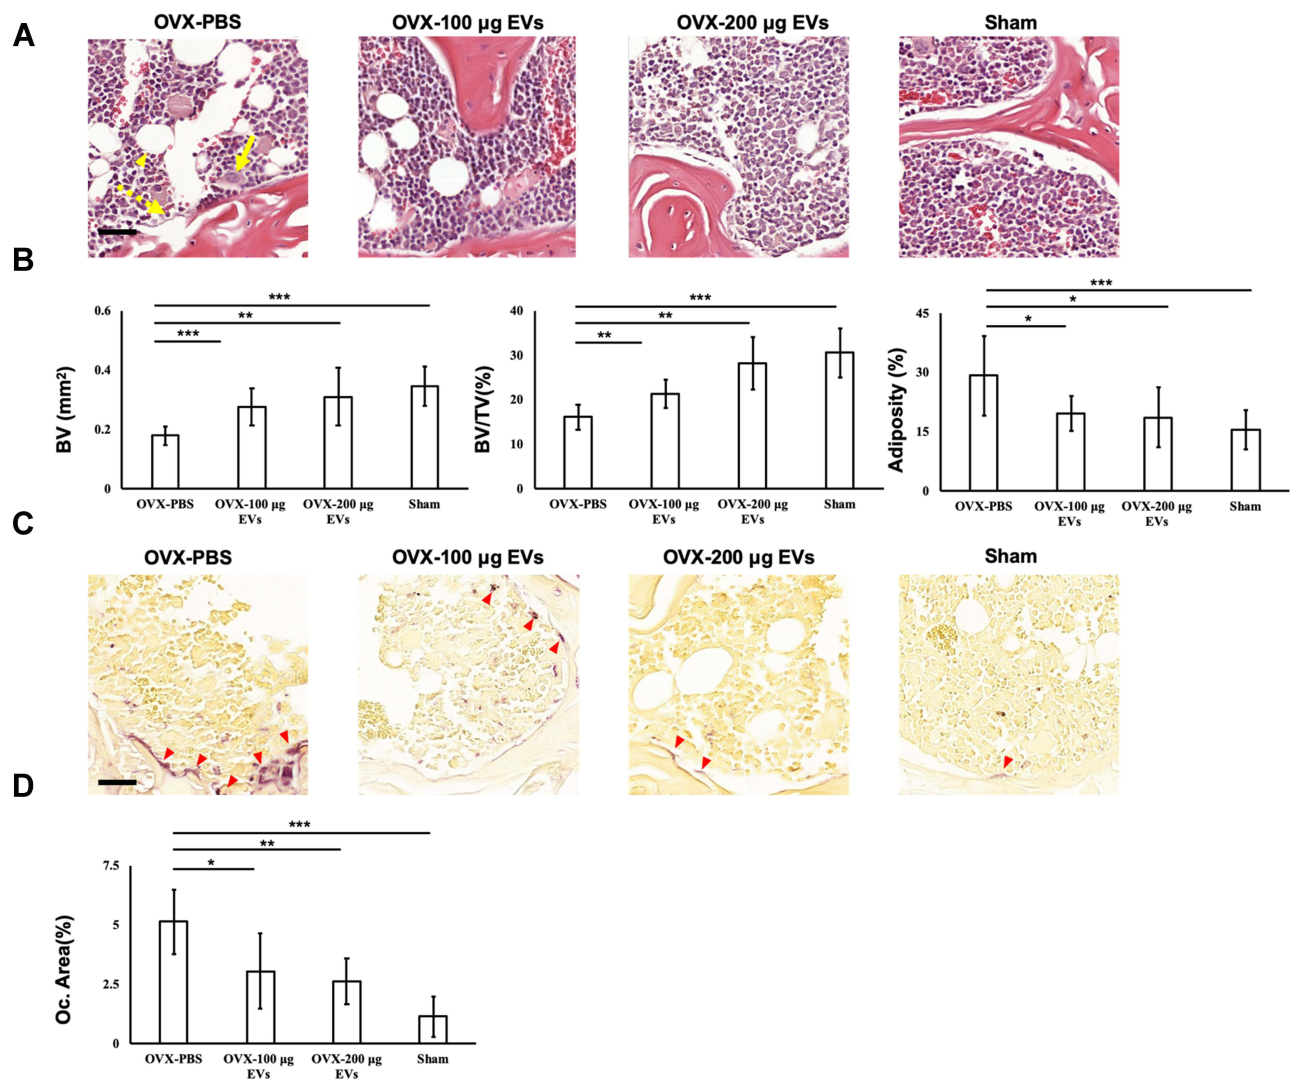 A
OVX-PBS
OVX-100 µg EVs
OVX-200 µg EVs
Sham
B
BV (mm²)
0.6
0.4
0.2
0
***
**
***
OVX-PBS
OVX-100 µg
EVs
OVX-200 µg
EVs
Sham
BV/TV(%)
40
30
20
10
0
***
**
**
OVX-PBS
OVX-100 µg
EVs
OVX-200 µg
EVs
Sham
Adiposity (%)
45
30
15
0
***
*
*
OVX-PBS
OVX-100 µg
EVs
OVX-200 µg
EVs
Sham
C
OVX-PBS
OVX-100 µg EVs
OVX-200 µg EVs
Sham
D
Oc. Area(%)
7.5
5
2.5
0
***
**
*
OVX-PBS
OVX-100 µg
EVs
OVX-200 µg
EVs
Sham